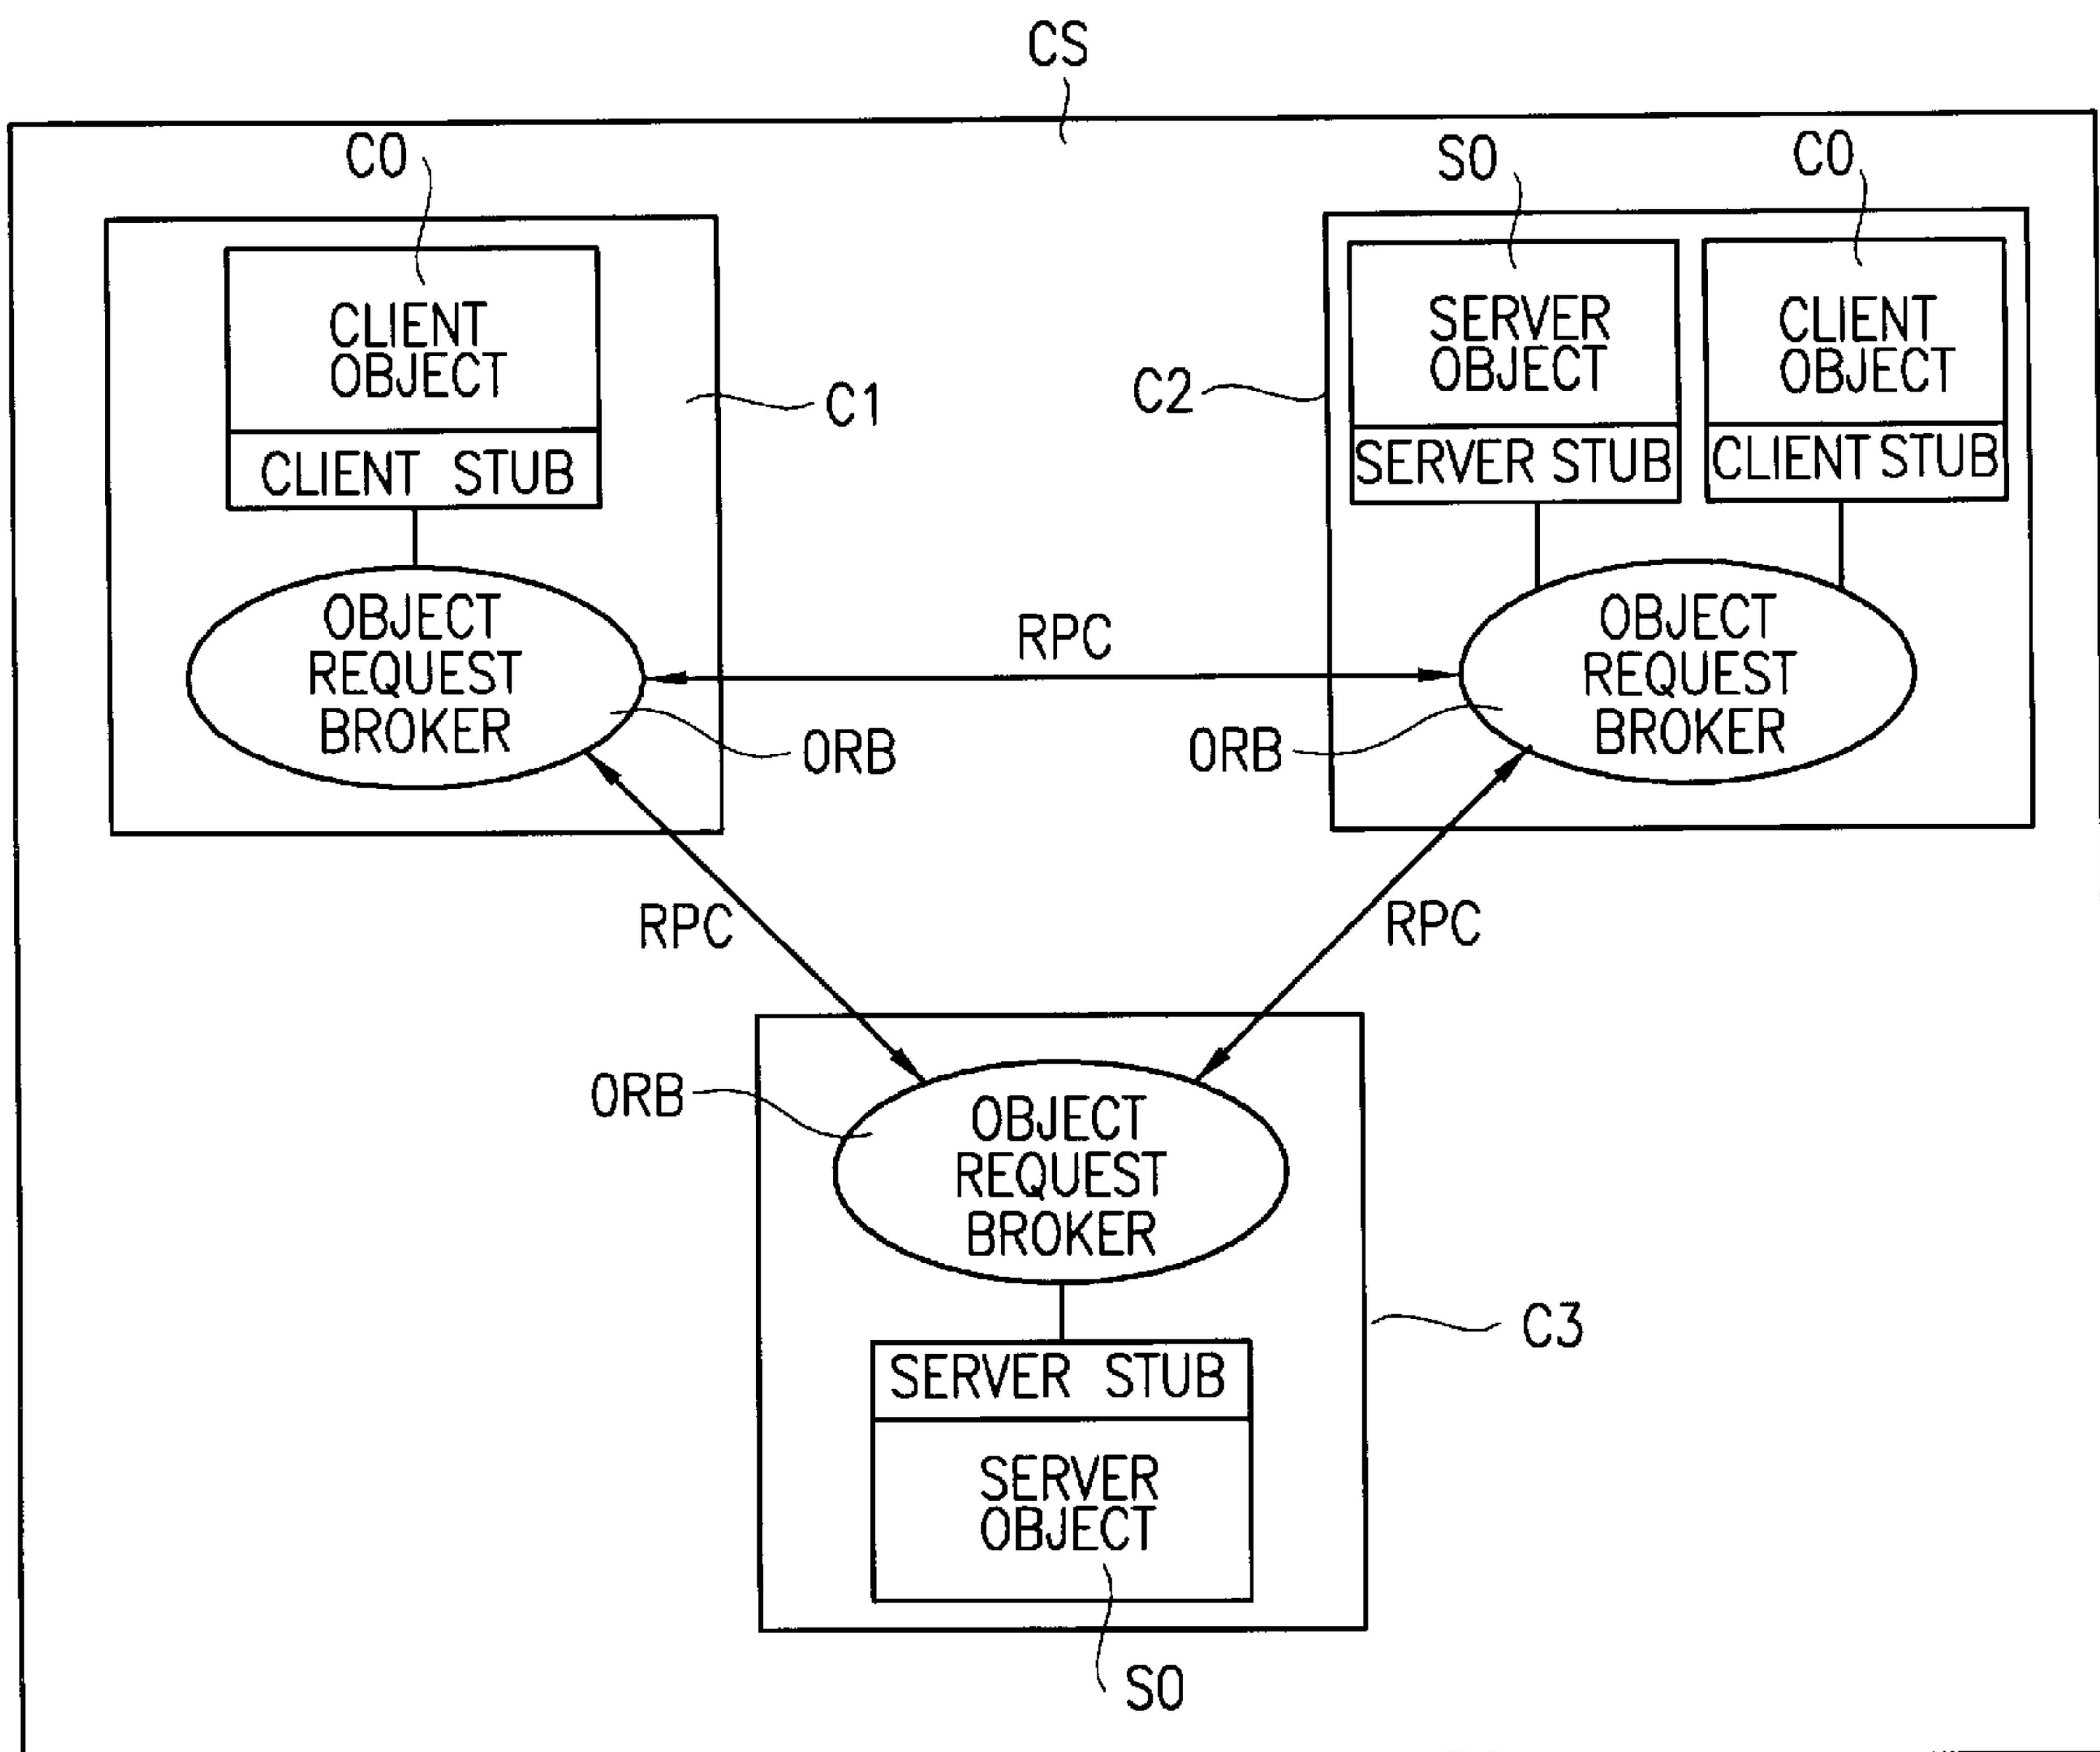 CS
CO
SO
CO
CLIENT
OBJECT
CLIENT STUB
C1
C2
SERVER
OBJECT
SERVER STUB
CLIENT
OBJECT
CLIENT STUB
OBJECT
REQUEST
BROKER
ORB
RPC
ORB
OBJECT
REQUEST
BROKER
RPC
RPC
ORB
OBJECT
REQUEST
BROKER
C3
SERVER STUB
SERVER
OBJECT
SO